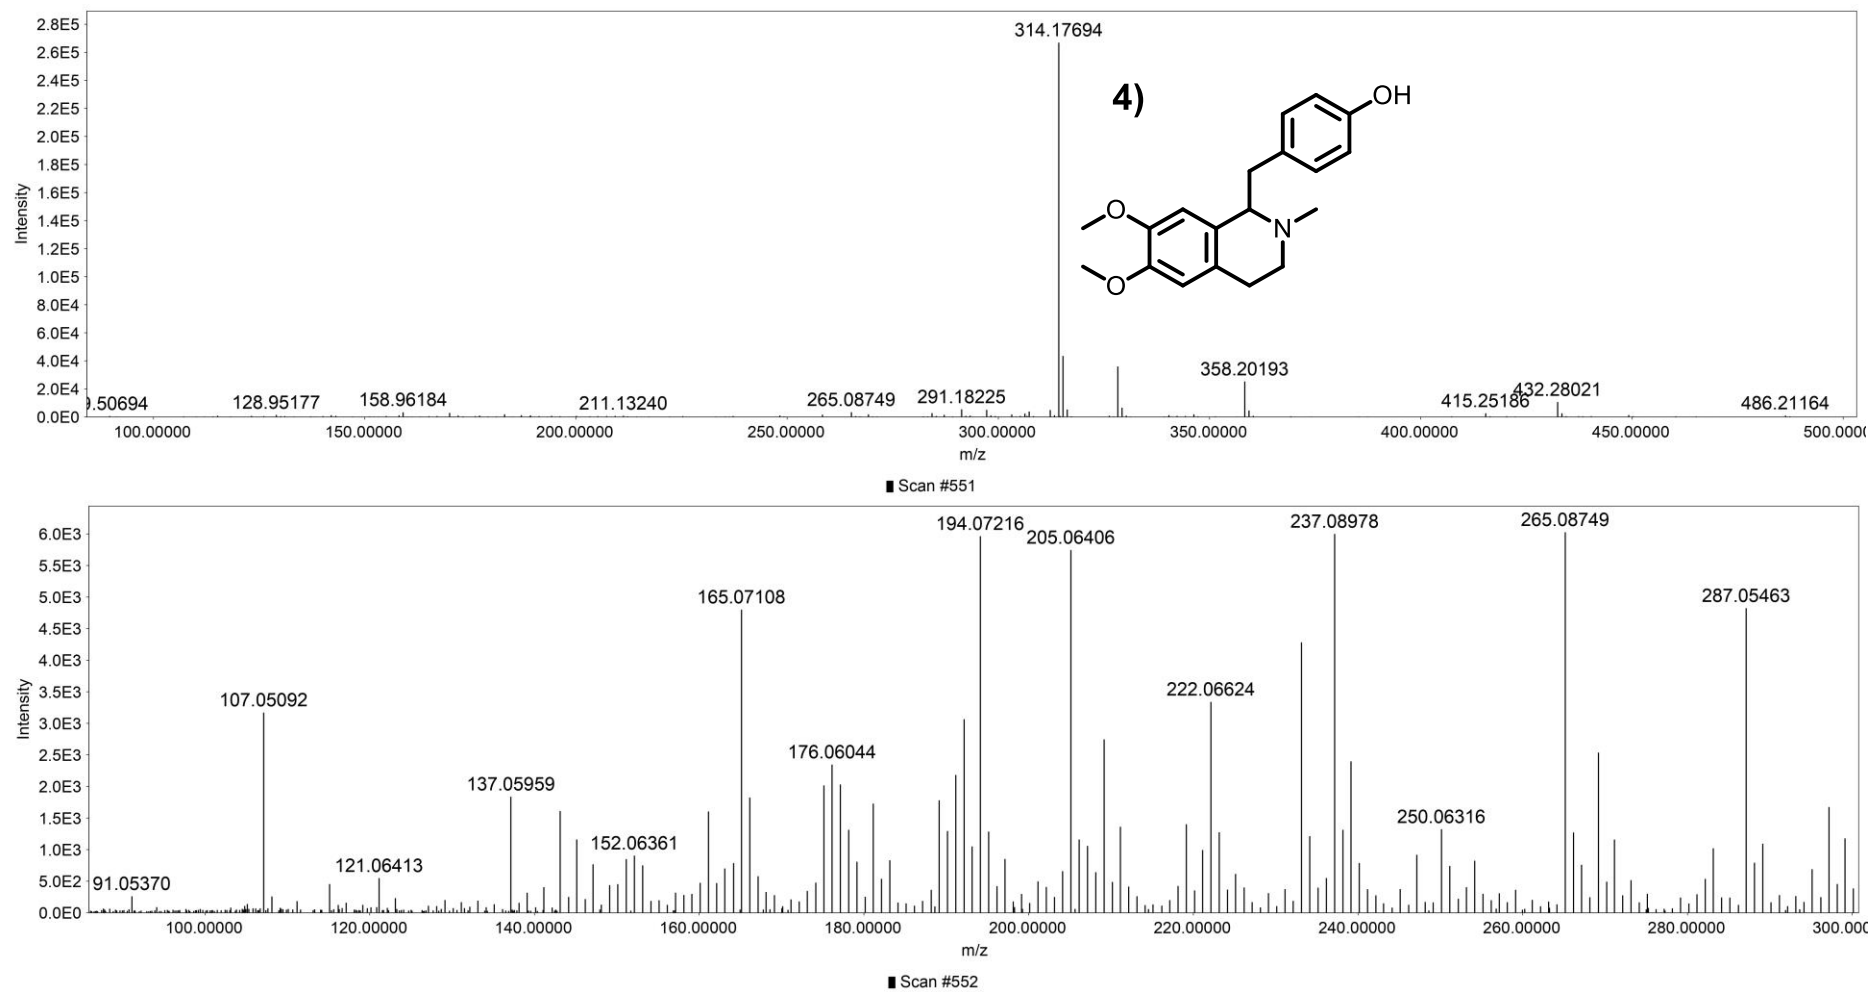 2.8E5
314.17694
2.6E5
2.4E5
4)
OH
2.2E5
2.0E5
1.8E5
1.6E5
Intensity
O
N
1.4E5
1.2E5
O
1.0E5
8.0E4
6.0E4
4.0E4
358.20193
2.0E4
9.50694 128.95177 158.96184 211.13240 265.08749 291.18225 415.25186 432.28021 486.21164
0.0E0
100.00000 150.00000 200.00000 250.00000 300.00000 350.00000 400.00000 450.00000 500.0000
m/z
Scan #551
6.0E3
194.07216 205.06406 237.08978 265.08749
5.5E3
5.0E3
165.07108 287.05463
4.5E3
4.0E3
Intensity
3.5E3
107.05092 222.06624
3.0E3
2.5E3
176.06044
2.0E3
137.05959
1.5E3
250.06316
1.0E3
152.06361
121.06413
5.0E2
91.05370
0.0E0
100.00000 120.00000 140.00000 160.00000 180.00000 200.00000 220.00000 240.00000 260.00000 280.00000 300.000
m/z
Scan #552